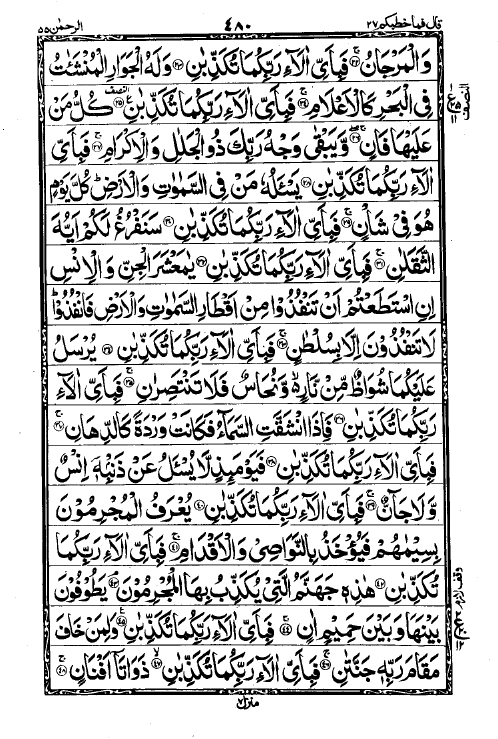 قال فما خطبكم ٢٧ ٤٨٠ الرحمٰن ٥٥
وَالْمَرْجَانُ ﴿٢٢﴾ فَبِاَيِّ اٰلَآءِ رَبِّكُمَا تُكَذِّبٰنِ ﴿٢٣﴾ وَلَهُ الْجَوَارِ الْمُنْشَـٰٔتُ
فِي الْبَحْرِ كَالْاَعْلَامِ ﴿٢٤﴾ فَبِاَيِّ اٰلَآءِ رَبِّكُمَا تُكَذِّبٰنِ ﴿٢٥﴾ كُلُّ مَنْ
عَلَيْهَا فَانٍ ﴿٢٦﴾ وَّيَبْقٰى وَجْهُ رَبِّكَ ذُو الْجَلٰلِ وَالْاِكْرَامِ ﴿٢٧﴾ فَبِاَيِّ
اٰلَآءِ رَبِّكُمَا تُكَذِّبٰنِ ﴿٢٨﴾ يَسْـَٔلُهٗ مَنْ فِي السَّمٰوٰتِ وَالْاَرْضِ ؕ كُلَّ يَوْمٍ
هُوَ فِيْ شَاْنٍ ﴿٢٩﴾ فَبِاَيِّ اٰلَآءِ رَبِّكُمَا تُكَذِّبٰنِ ﴿٣٠﴾ سَنَفْرُغُ لَكُمْ اَيُّهَ
الثَّقَلٰنِ ﴿٣١﴾ فَبِاَيِّ اٰلَآءِ رَبِّكُمَا تُكَذِّبٰنِ ﴿٣٢﴾ يٰمَعْشَرَ الْجِنِّ وَالْاِنْسِ
اِنِ اسْتَطَعْتُمْ اَنْ تَنْفُذُوْا مِنْ اَقْطَارِ السَّمٰوٰتِ وَالْاَرْضِ فَانْفُذُوْا ؕ
لَا تَنْفُذُوْنَ اِلَّا بِسُلْطٰنٍ ﴿٣٣﴾ فَبِاَيِّ اٰلَآءِ رَبِّكُمَا تُكَذِّبٰنِ ﴿٣٤﴾ يُرْسَلُ
عَلَيْكُمَا شُوَاظٌ مِّنْ نَّارٍ ۙ وَّنُحَاسٌ فَلَا تَنْتَصِرٰنِ ﴿٣٥﴾ فَبِاَيِّ اٰلَآءِ
رَبِّكُمَا تُكَذِّبٰنِ ﴿٣٦﴾ فَاِذَا انْشَقَّتِ السَّمَآءُ فَكَانَتْ وَرْدَةً كَالدِّهَانِ ﴿٣٧﴾
فَبِاَيِّ اٰلَآءِ رَبِّكُمَا تُكَذِّبٰنِ ﴿٣٨﴾ فَيَوْمَئِذٍ لَّا يُسْـَٔلُ عَنْ ذَنْۢبِهٖٓ اِنْسٌ
وَّلَا جَآنٌّ ﴿٣٩﴾ فَبِاَيِّ اٰلَآءِ رَبِّكُمَا تُكَذِّبٰنِ ﴿٤٠﴾ يُعْرَفُ الْمُجْرِمُوْنَ
بِسِيْمٰهُمْ فَيُؤْخَذُ بِالنَّوَاصِيْ وَالْاَقْدَامِ ﴿٤١﴾ فَبِاَيِّ اٰلَآءِ رَبِّكُمَا
تُكَذِّبٰنِ ﴿٤٢﴾ هٰذِهٖ جَهَنَّمُ الَّتِيْ يُكَذِّبُ بِهَا الْمُجْرِمُوْنَ ﴿٤٣﴾ يَطُوْفُوْنَ
بَيْنَهَا وَبَيْنَ حَمِيْمٍ اٰنٍ ﴿٤٤﴾ فَبِاَيِّ اٰلَآءِ رَبِّكُمَا تُكَذِّبٰنِ ﴿٤٥﴾ وَلِمَنْ خَافَ
مَقَامَ رَبِّهٖ جَنَّتٰنِ ﴿٤٦﴾ فَبِاَيِّ اٰلَآءِ رَبِّكُمَا تُكَذِّبٰنِ ﴿٤٧﴾ ذَوَاتَآ اَفْنَانٍ ﴿٤٨﴾
منزل ٧
النصف
وقف لازم